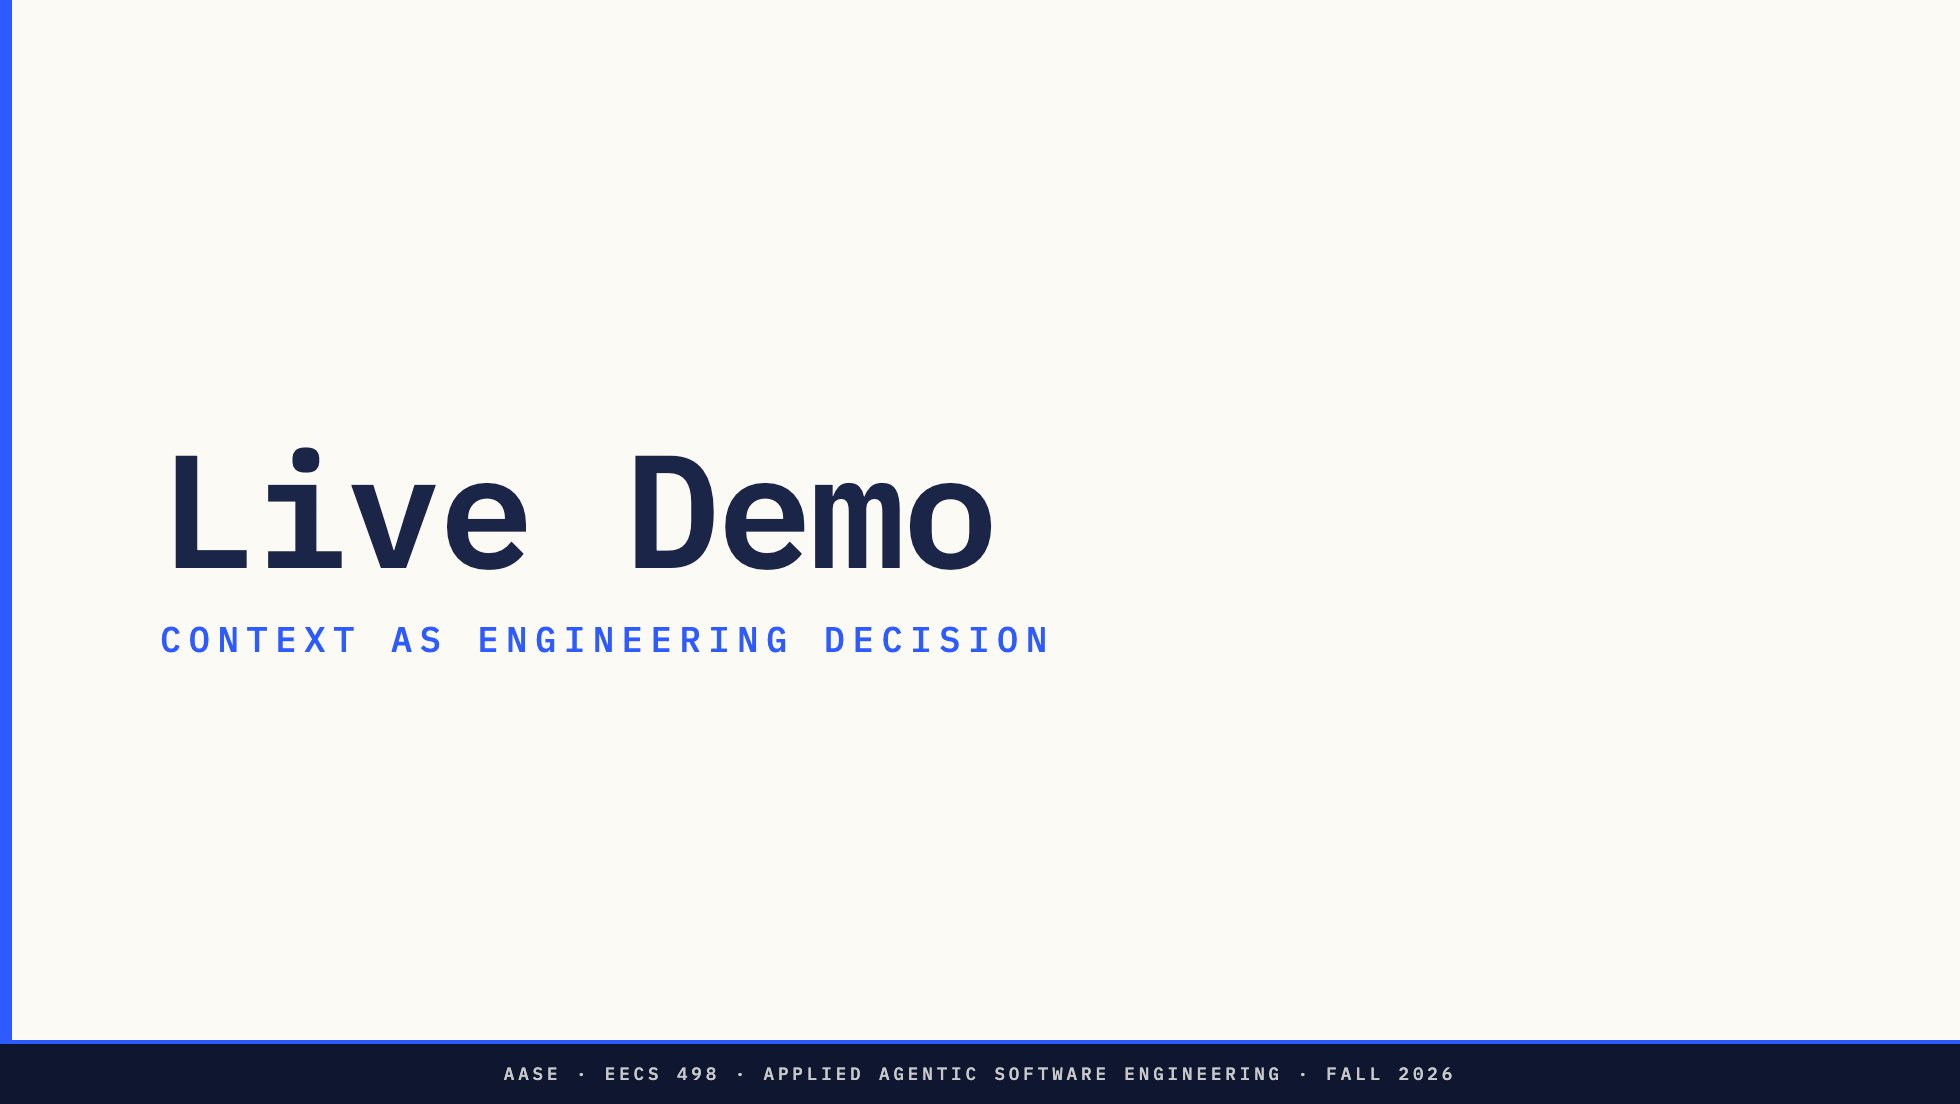 Live Demo
CONTEXT AS ENGINEERING DECISION
AASE · EECS 498 · APPLIED AGENTIC SOFTWARE ENGINEERING · FALL 2026